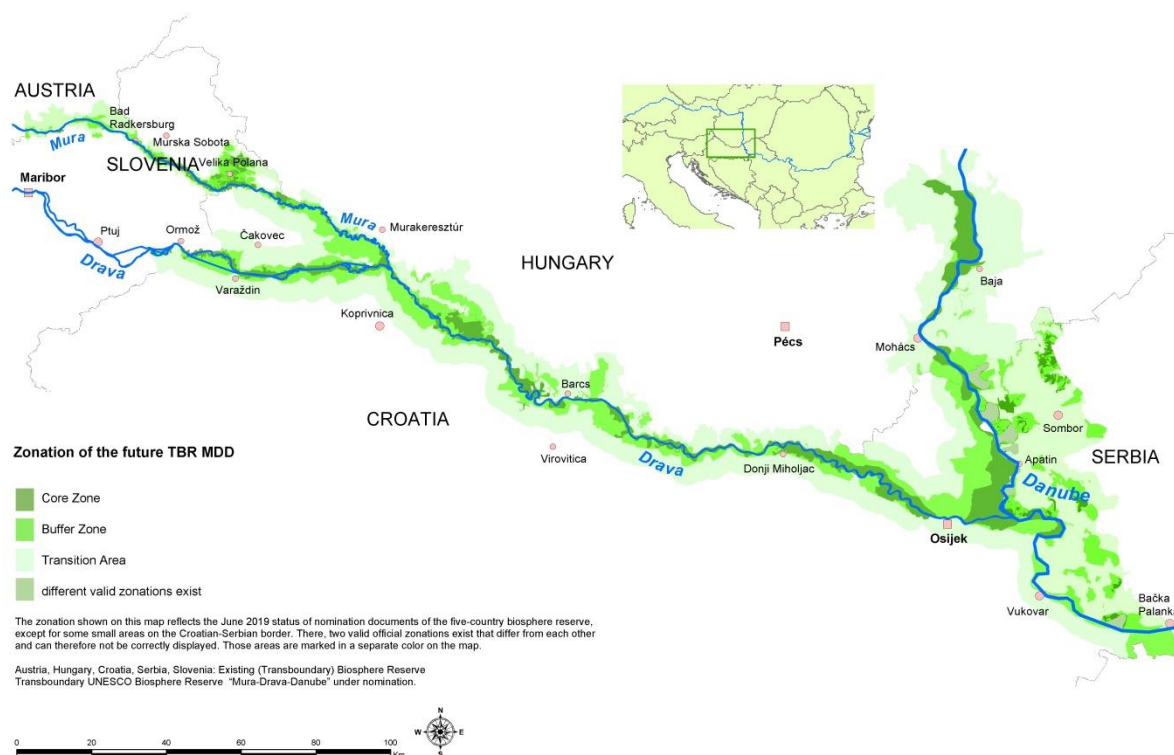 AUSTRIA
Bad
Radkersburg
Mura
Murska Sobota
SLOVENIA
Velika Polana
Maribor
Mura
Murakeresztúr
Ptuj
Ormož
Čakovec
Drava
Varaždin
HUNGARY
Baja
Koprivnica
Pécs
Mohács
Barcs
CROATIA
Sombor
Virovitica
Drava
Donji Miholjac
Apatin
SERBIA
Danube
Osijek
Vukovar
Bačka
Palanka
Zonation of the future TBR MDD
Core Zone
Buffer Zone
Transition Area
different valid zonations exist
The zonation shown on this map reflects the June 2019 status of nomination documents of the five-country biosphere reserve,
except for some small areas on the Croatian-Serbian border. There, two valid official zonations exist that differ from each other
and can therefore not be correctly displayed. Those areas are marked in a separate color on the map.
Austria, Hungary, Croatia, Serbia, Slovenia: Existing (Transboundary) Biosphere Reserve
Transboundary UNESCO Biosphere Reserve "Mura-Drava-Danube" under nomination.
N
W E
S
0 20 40 60 80 100
Km